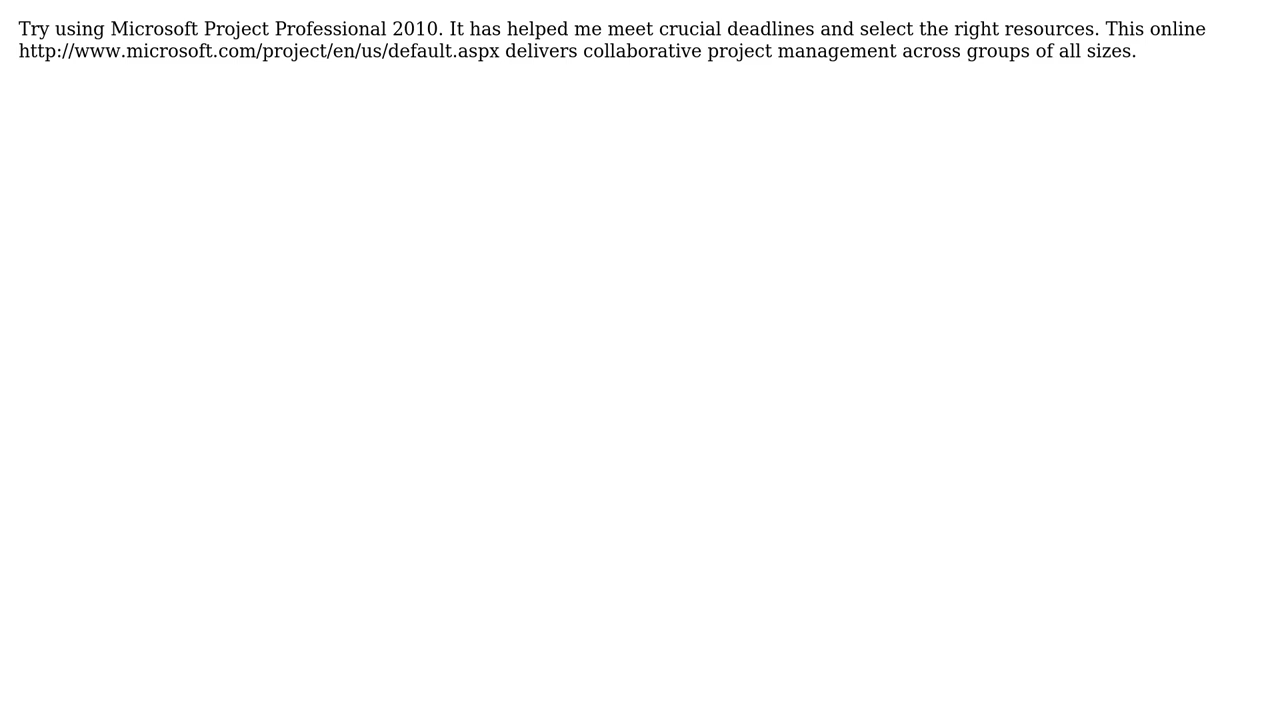 Try using Microsoft Project Professional 2010. It has helped me meet crucial deadlines and select the right resources. This online
http://www.microsoft.com/project/en/us/default.aspx delivers collaborative project management across groups of all sizes.